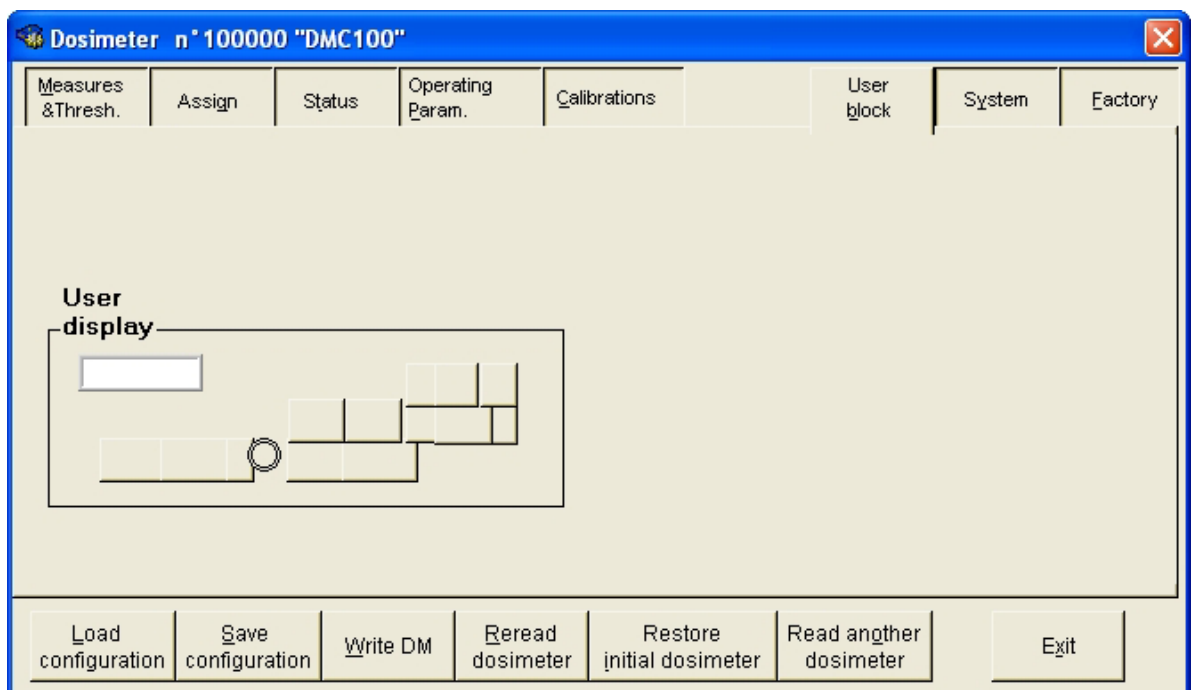 Dosimeter n°100000 "DMC100"
Measures
&Thresh.
Assign
Status
Operating
Param.
Calibrations
User
block
System
Factory
User
display
Load
configuration
Save
configuration
Write DM
Reread
dosimeter
Restore
initial dosimeter
Read another
dosimeter
Exit